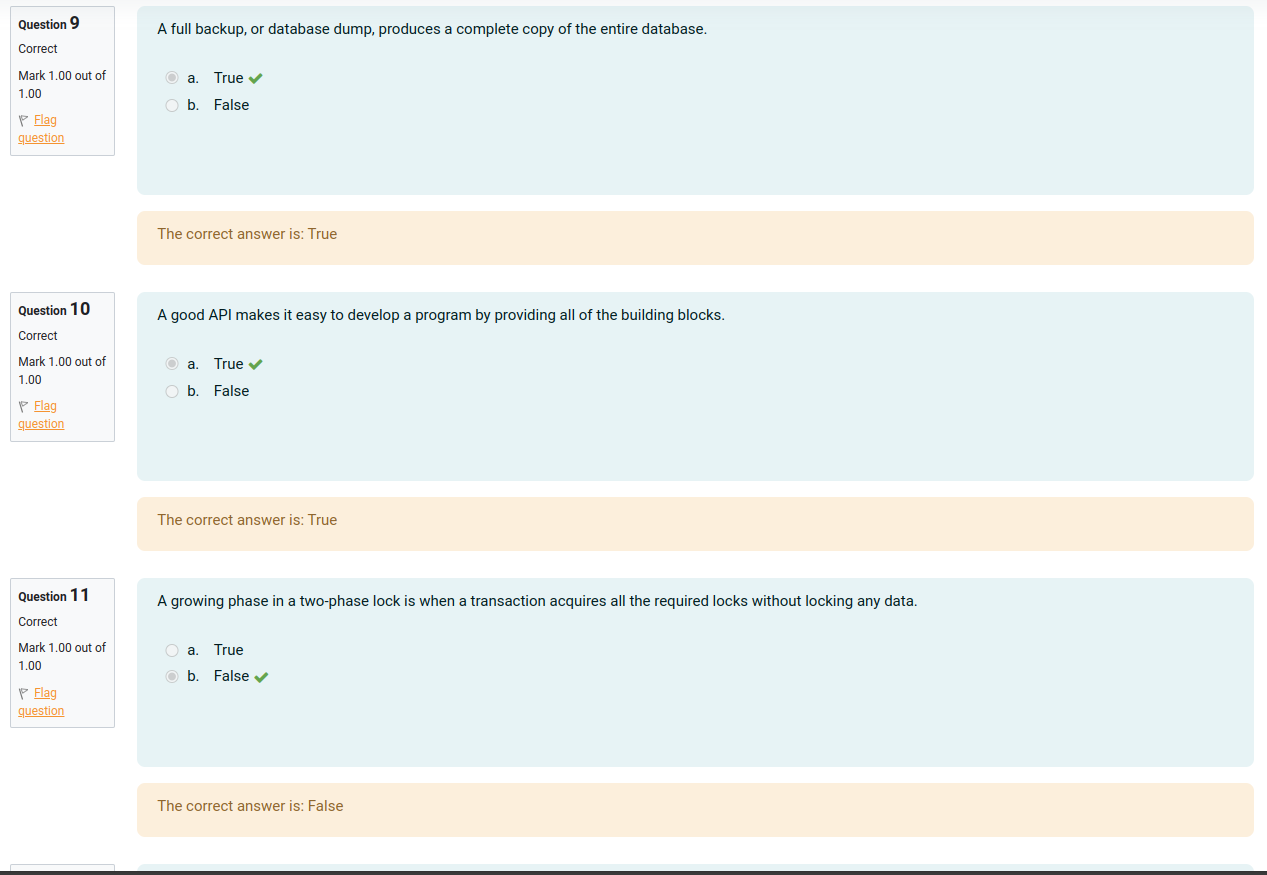 Question 9
Correct
Mark 1.00 out of
1.00
Flag
question
A full backup, or database dump, produces a complete copy of the entire database.
a. True
b. False
The correct answer is: True
Question 10
Correct
Mark 1.00 out of
1.00
Flag
question
A good API makes it easy to develop a program by providing all of the building blocks.
a. True
b. False
The correct answer is: True
Question 11
Correct
Mark 1.00 out of
1.00
Flag
question
A growing phase in a two-phase lock is when a transaction acquires all the required locks without locking any data.
a. True
b. False
The correct answer is: False